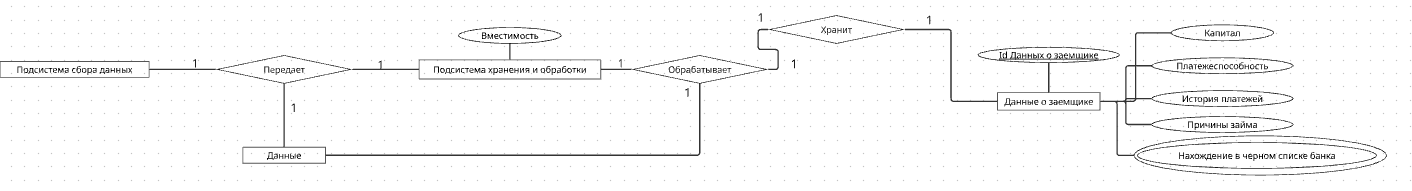 Подсистема сбора данных
1
Передает
1
1
Данные
Вместимость
Подсистема хранения и обработки
1
Обрабатывает
1
1
1
Хранит
1
Id Данных о заемщике
Данные о заемщике
Капитал
Платежеспособность
История платежей
Причины займа
Нахождение в черном списке банка